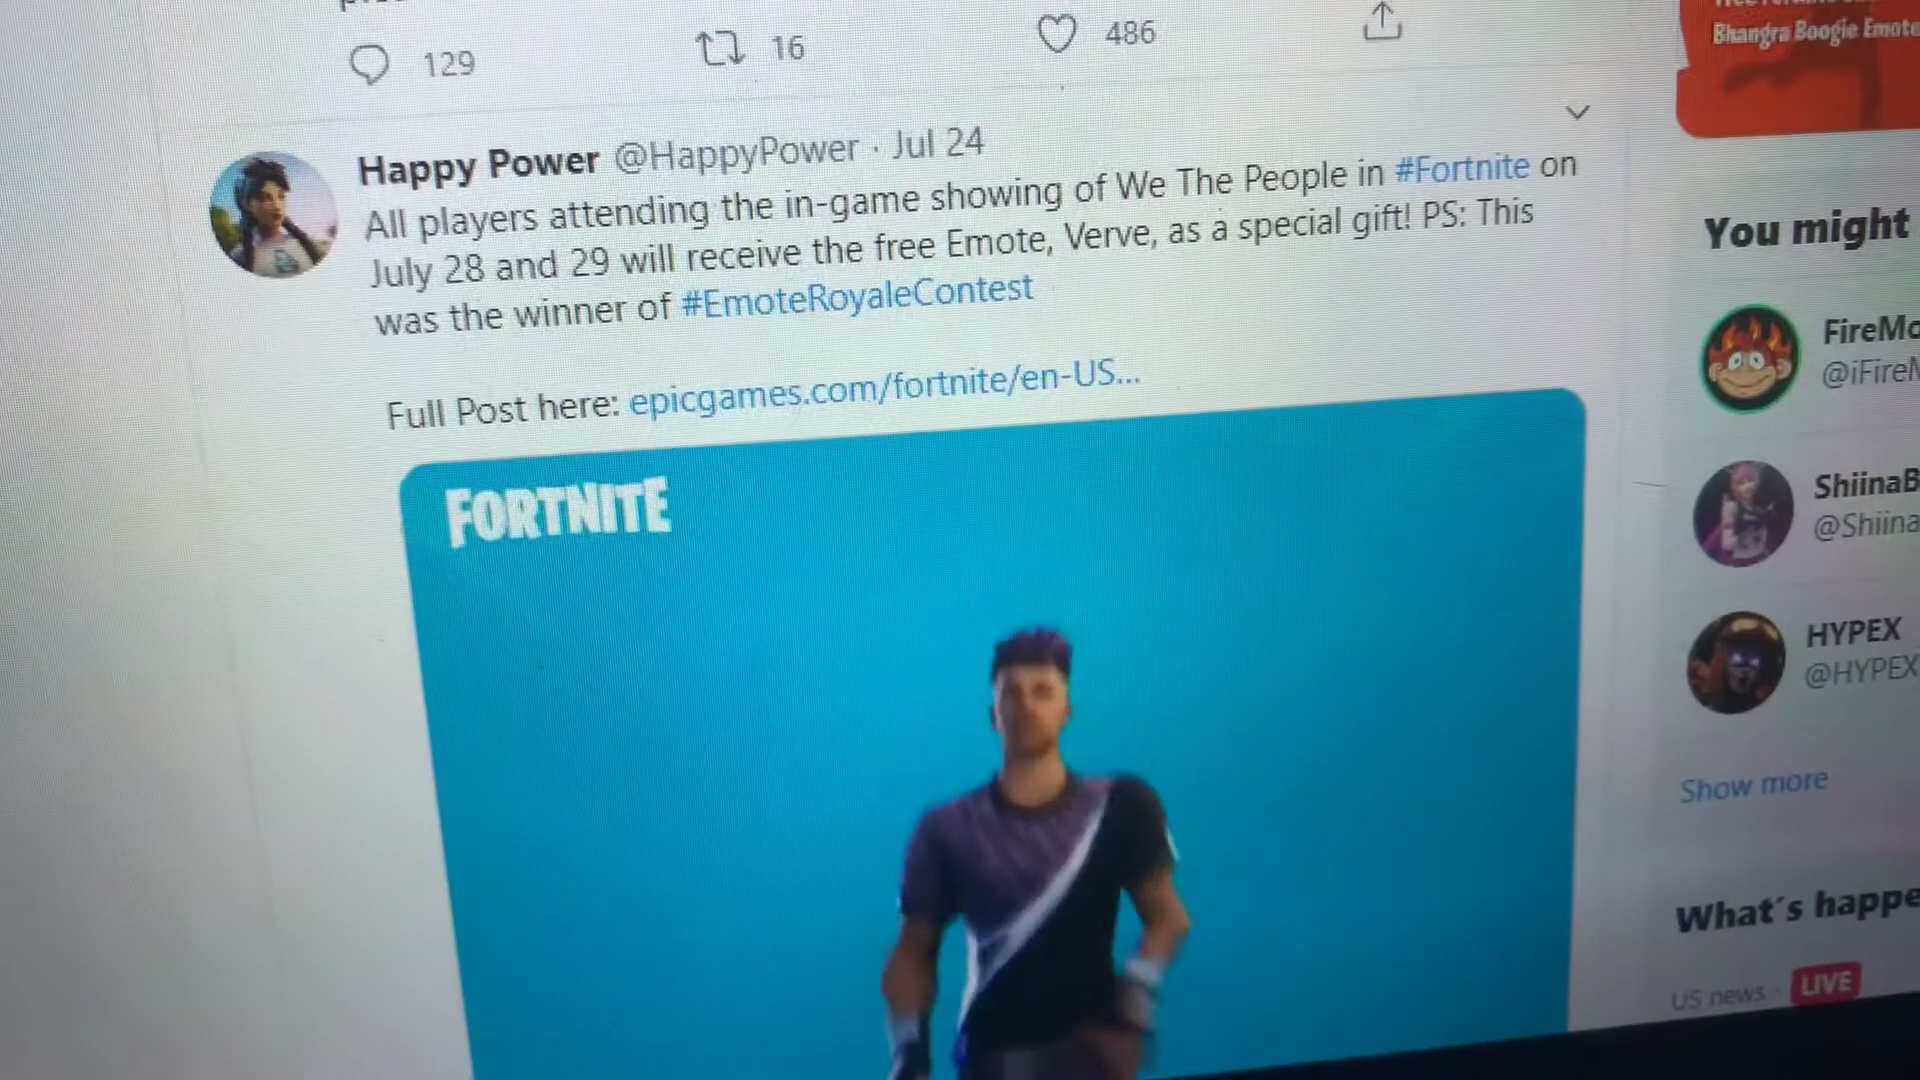 129 16 486
Happy Power @HappyPower · Jul 24
All players attending the in-game showing of We The People in #Fortnite on
July 28 and 29 will receive the free Emote, Verve, as a special gift! PS: This
was the winner of #EmoteRoyaleContest
Full Post here: epicgames.com/fortnite/en-US...
FORTNITE
Bhangra Boogie Emote
You might
FireMo
@iFireM
ShiinaB
@Shiina
HYPEX
@HYPEX
Show more
What's happe
US news · LIVE